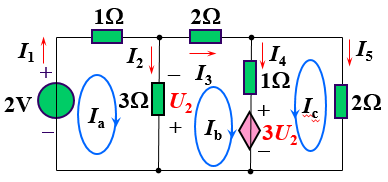 1Ω 2Ω
I1 I2 I3 I4 I5
+ − + −
2V 3Ω U2 1Ω 2Ω
Ia Ib Ic
+ 3U2 −